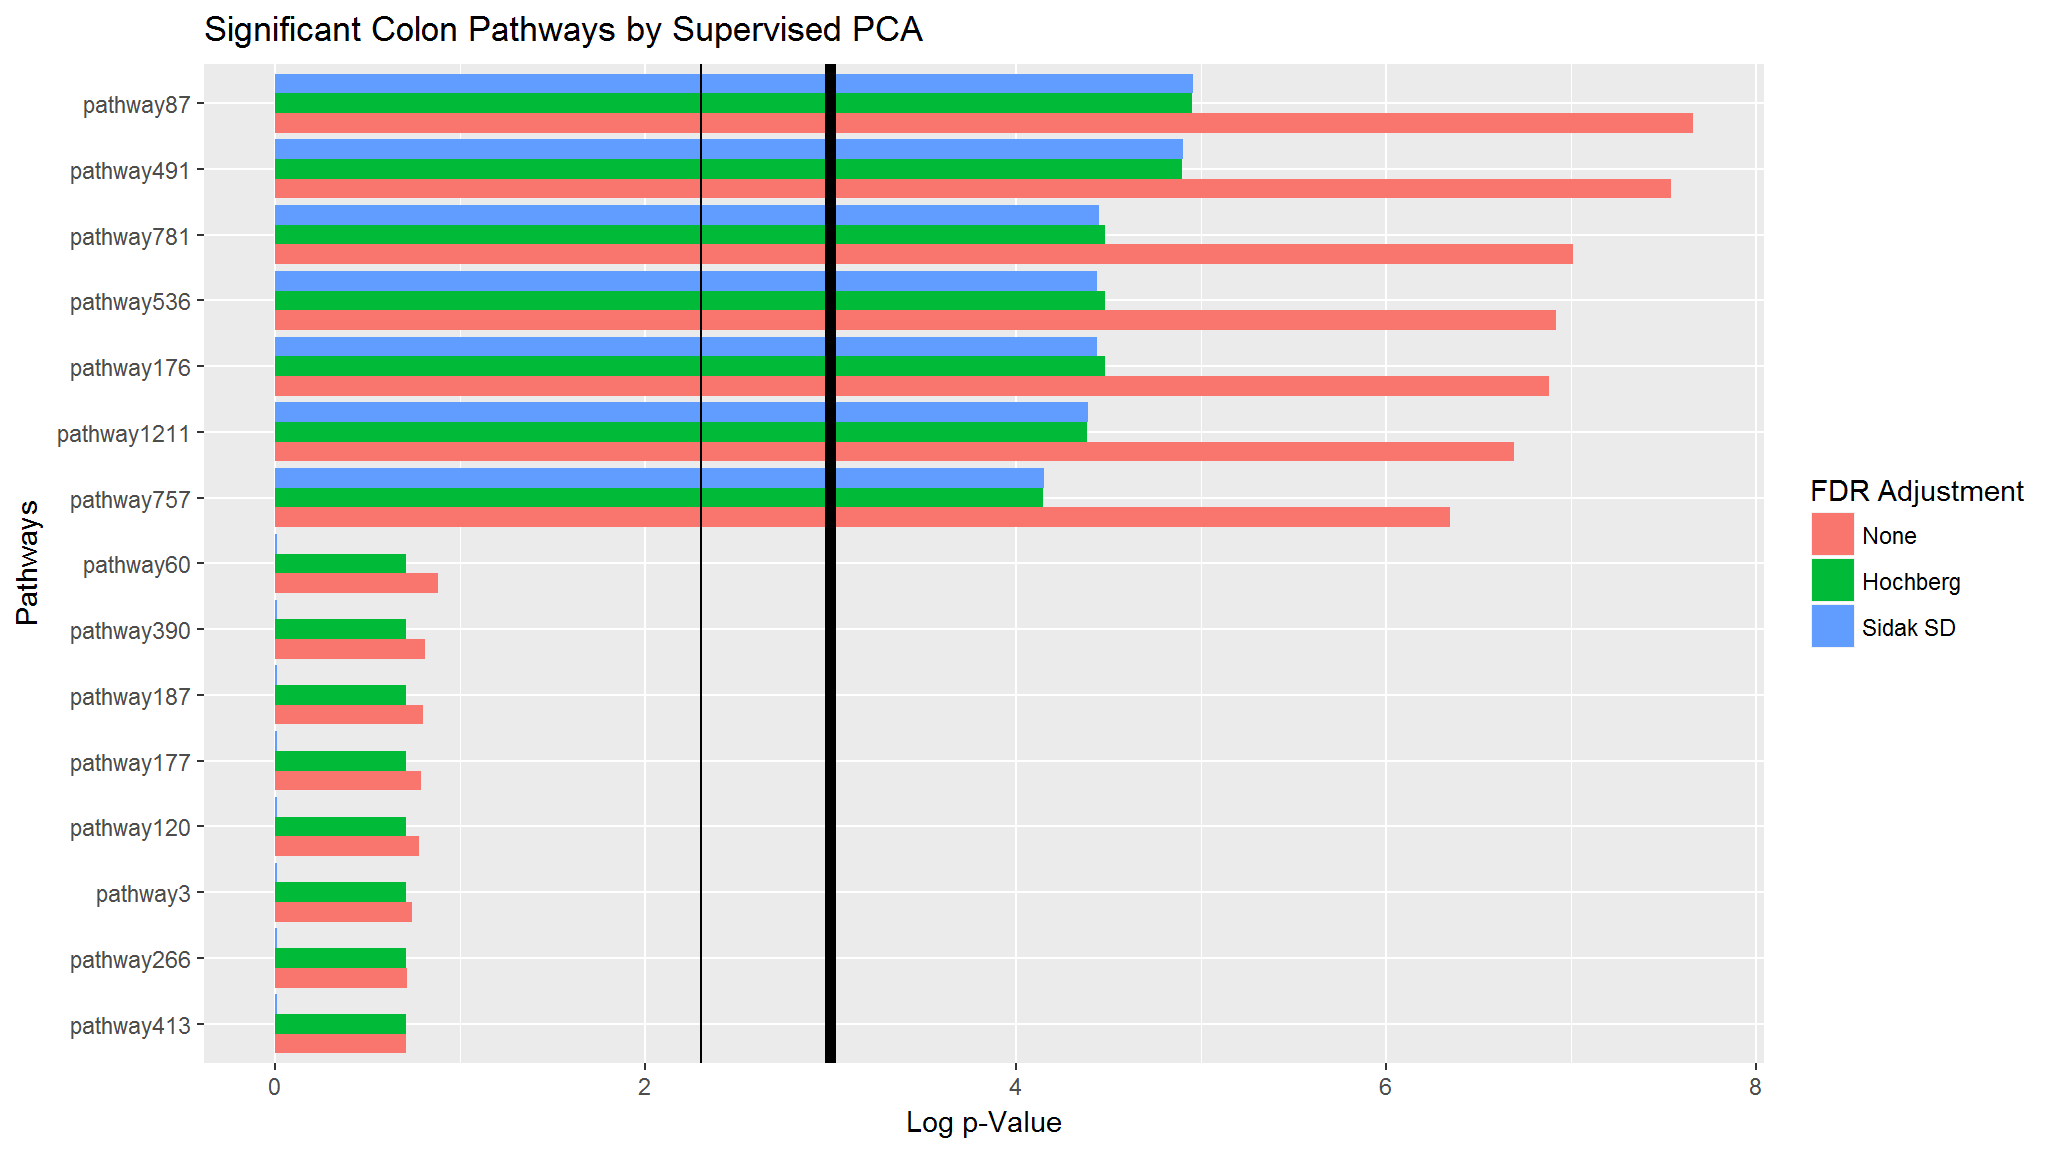 Significant Colon Pathways by Supervised PCA
pathway87
pathway491
pathway781
pathway536
pathway176
pathway1211
pathway757
pathway60
pathway390
pathway187
pathway177
pathway120
pathway3
pathway266
pathway413
Pathways
0 2 4 6 8
Log p-Value
FDR Adjustment
None
Hochberg
Sidak SD